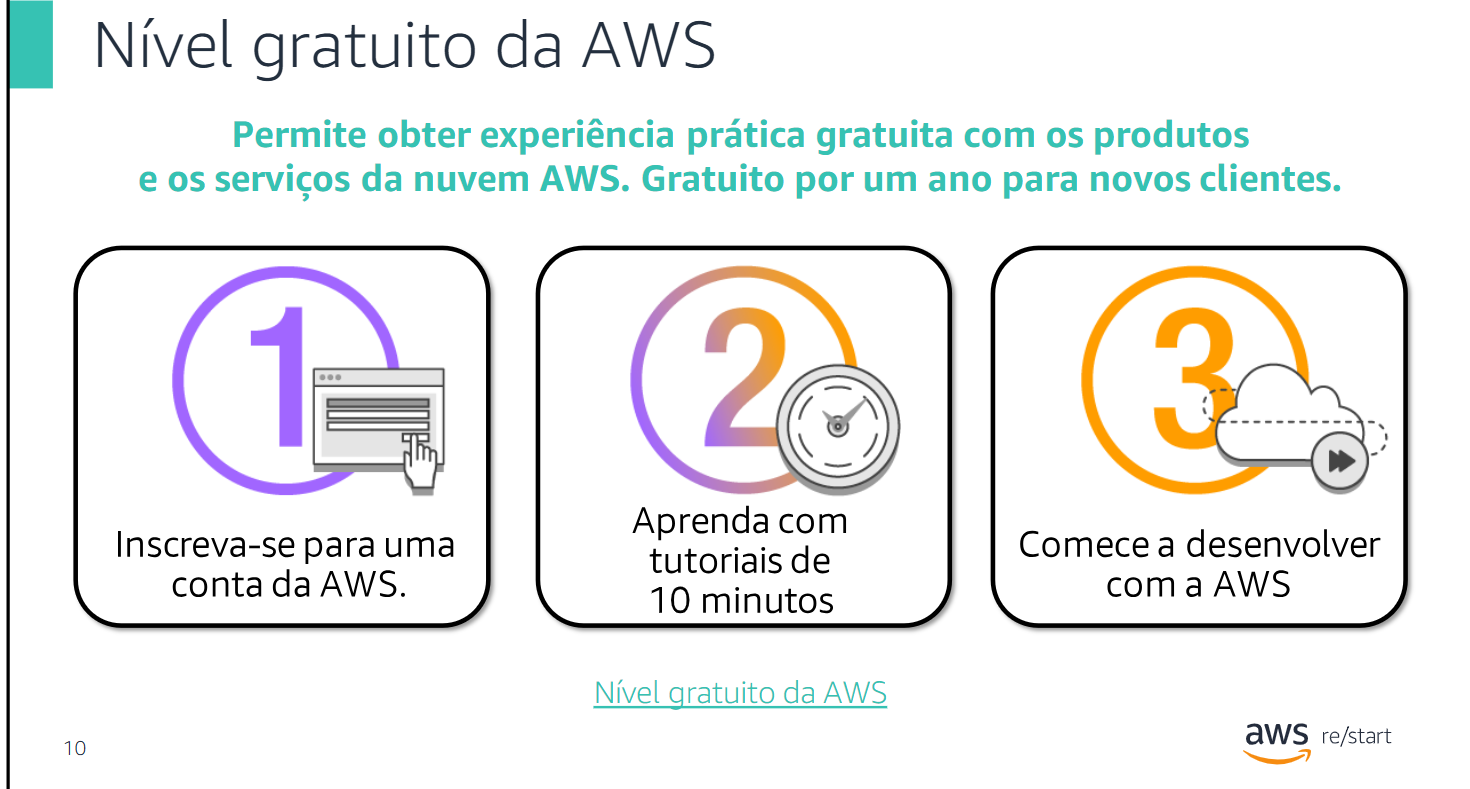 Nível gratuito da AWS
Permite obter experiência prática gratuita com os produtos
e os serviços da nuvem AWS. Gratuito por um ano para novos clientes.
1
Inscreva-se para uma
conta da AWS.
2
Aprenda com
tutoriais de
10 minutos
3
Comece a desenvolver
com a AWS
Nível gratuito da AWS
10
aws re/start